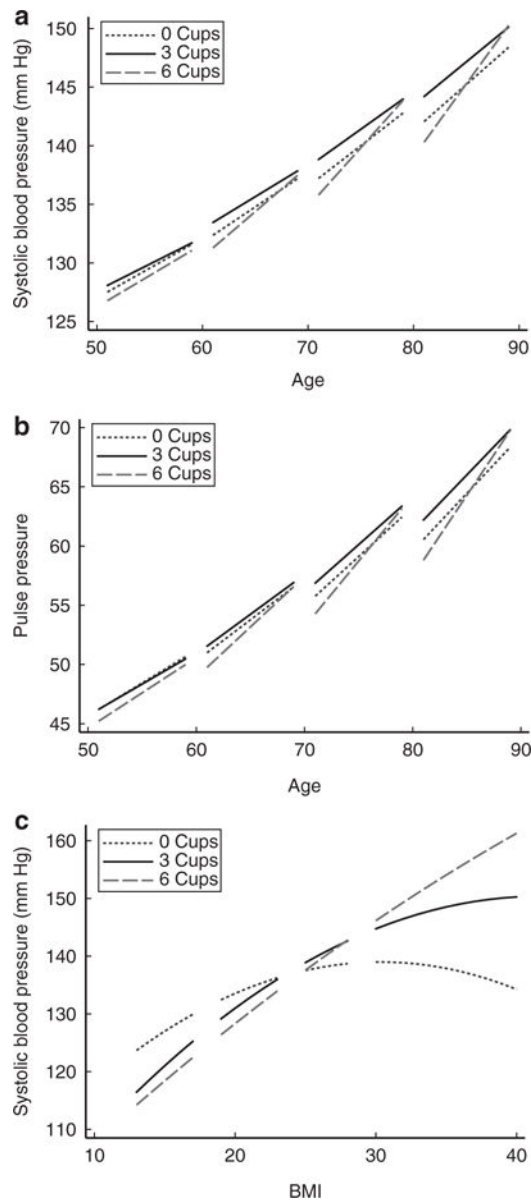 a
0 Cups
3 Cups
6 Cups
Systolic blood pressure (mm Hg)
150
145
140
135
130
125
50 60 70 80 90
Age
b
0 Cups
3 Cups
6 Cups
Pulse pressure
70
65
60
55
50
45
50 60 70 80 90
Age
c
0 Cups
3 Cups
6 Cups
Systolic blood pressure (mm Hg)
160
150
140
130
120
110
10 20 30 40
BMI